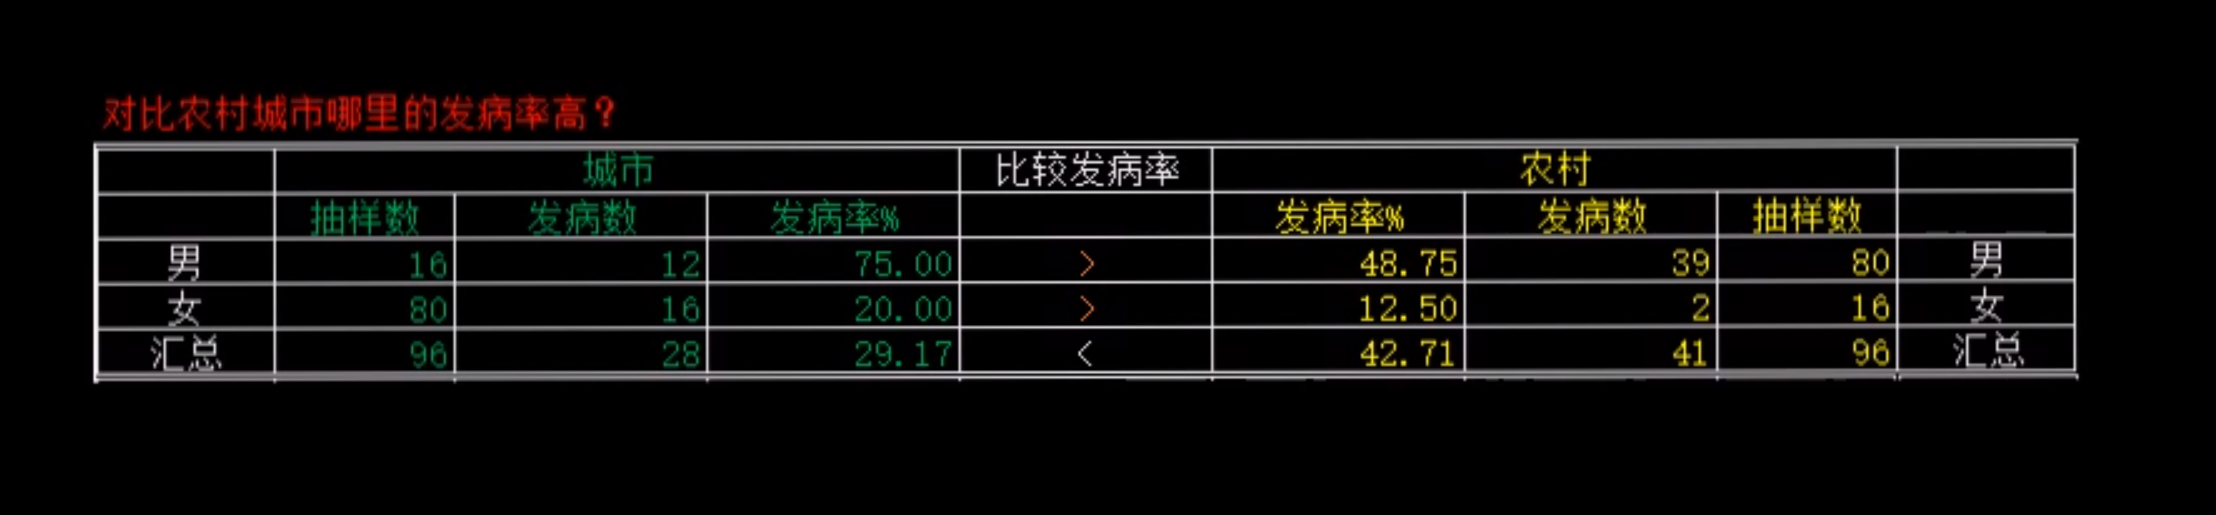 对比农村城市哪里的发病率高？
城市 比较发病率 农村
抽样数 发病数 发病率% 发病率% 发病数 抽样数
男 16 12 75.00 > 48.75 39 80 男
女 80 16 20.00 > 12.50 2 16 女
汇总 96 28 29.17 < 42.71 41 96 汇总